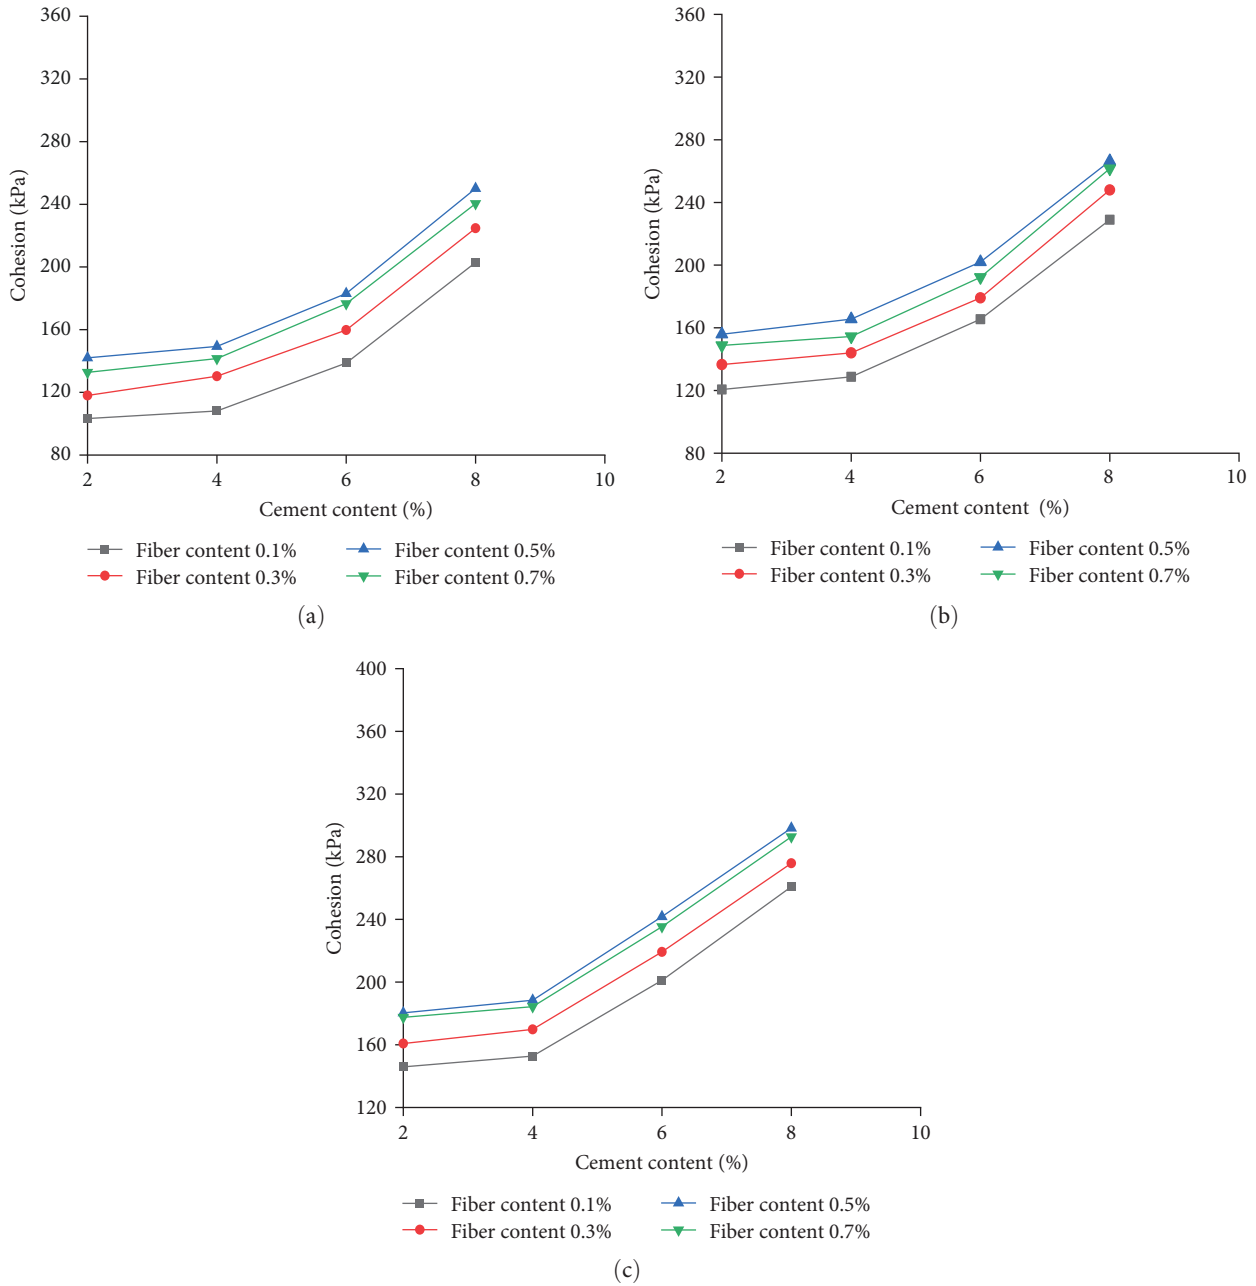 360
320
280
240
200
160
120
80
Cohesion (kPa)
2 4 6 8 10
Cement content (%)
Fiber content 0.1% Fiber content 0.5%
Fiber content 0.3% Fiber content 0.7%
(a)
360
320
280
240
200
160
120
80
Cohesion (kPa)
2 4 6 8 10
Cement content (%)
Fiber content 0.1% Fiber content 0.5%
Fiber content 0.3% Fiber content 0.7%
(b)
400
360
320
280
240
200
160
120
Cohesion (kPa)
2 4 6 8 10
Cement content (%)
Fiber content 0.1% Fiber content 0.5%
Fiber content 0.3% Fiber content 0.7%
(c)